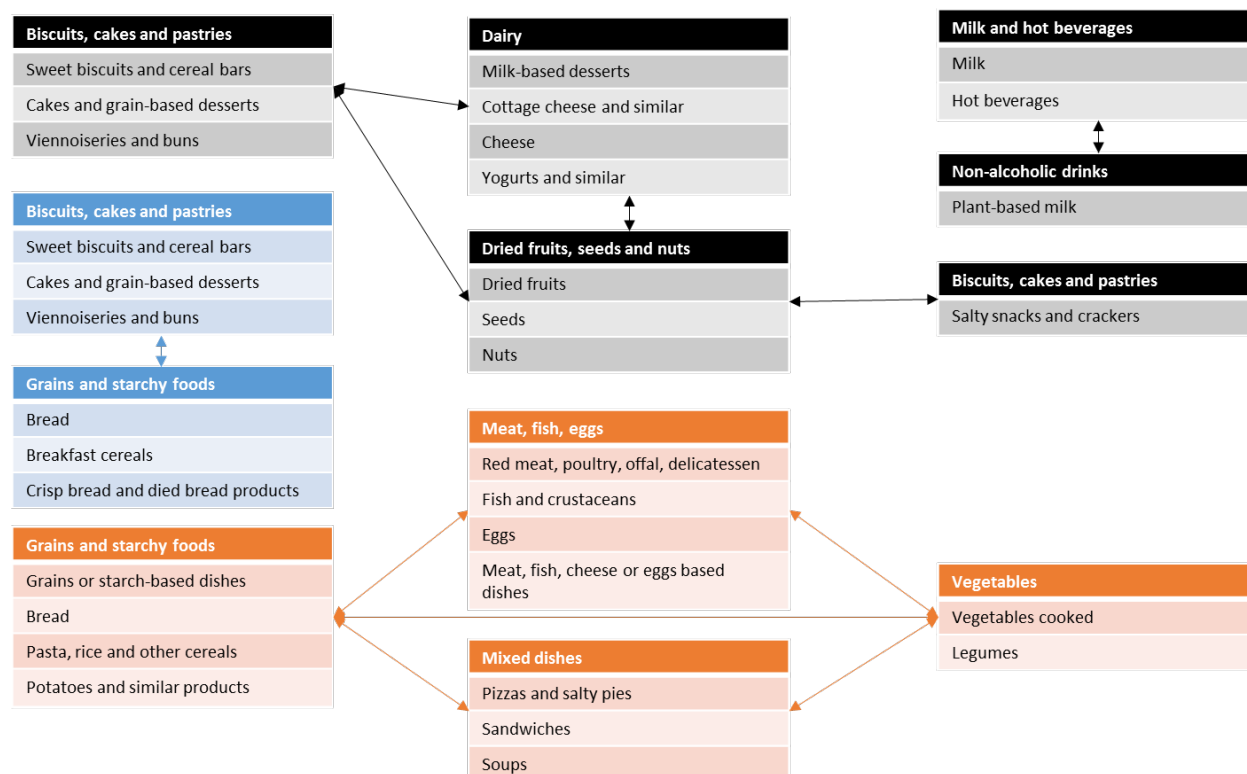 Biscuits, cakes and pastries
Sweet biscuits and cereal bars
Cakes and grain-based desserts
Viennoiseries and buns
Dairy
Milk-based desserts
Cottage cheese and similar
Cheese
Yogurts and similar
Milk and hot beverages
Milk
Hot beverages
Non-alcoholic drinks
Plant-based milk
Biscuits, cakes and pastries
Sweet biscuits and cereal bars
Cakes and grain-based desserts
Viennoiseries and buns
Dried fruits, seeds and nuts
Dried fruits
Seeds
Nuts
Biscuits, cakes and pastries
Salty snacks and crackers
Grains and starchy foods
Bread
Breakfast cereals
Crisp bread and died bread products
Meat, fish, eggs
Red meat, poultry, offal, delicatessen
Fish and crustaceans
Eggs
Meat, fish, cheese or eggs based
dishes
Grains and starchy foods
Grains or starch-based dishes
Bread
Pasta, rice and other cereals
Potatoes and similar products
Vegetables
Vegetables cooked
Legumes
Mixed dishes
Pizzas and salty pies
Sandwiches
Soups